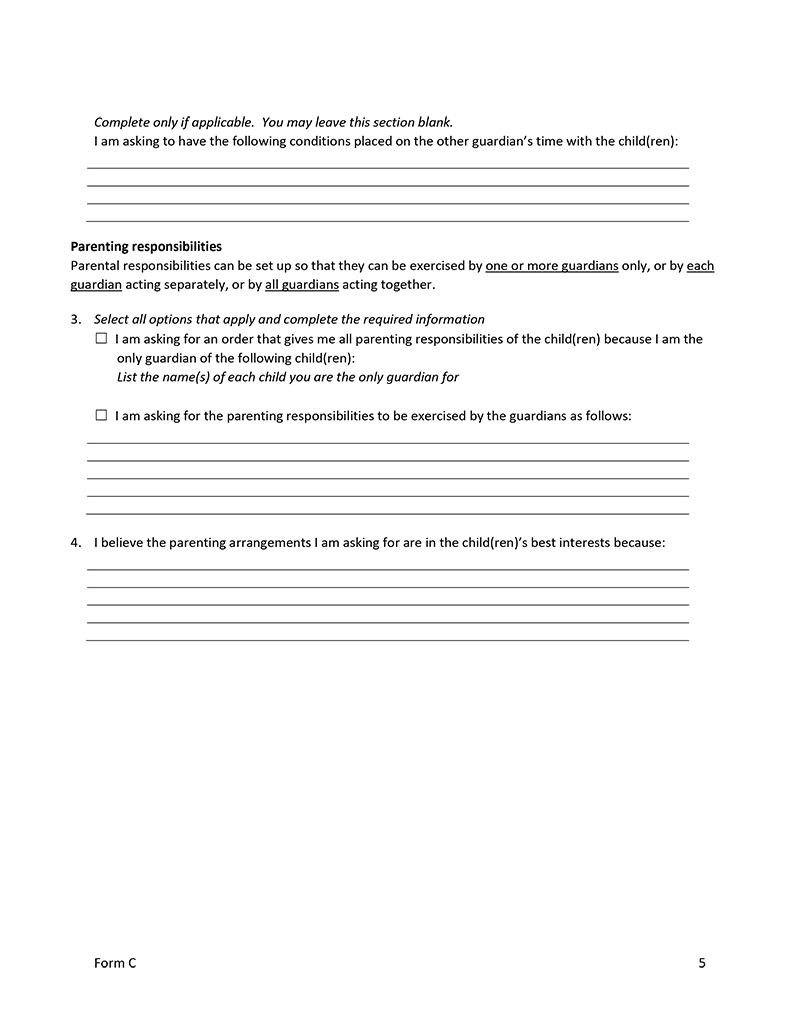 Complete only if applicable.  You may leave this section blank.
I am asking to have the following conditions placed on the other guardian’s time with the child(ren):
Parenting responsibilities
Parental responsibilities can be set up so that they can be exercised by one or more guardians only, or by each
guardian acting separately, or by all guardians acting together.
3. Select all options that apply and complete the required information
☐ I am asking for an order that gives me all parenting responsibilities of the child(ren) because I am the
only guardian of the following child(ren):
List the name(s) of each child you are the only guardian for
☐ I am asking for the parenting responsibilities to be exercised by the guardians as follows:
4. I believe the parenting arrangements I am asking for are in the child(ren)’s best interests because:
Form C 5